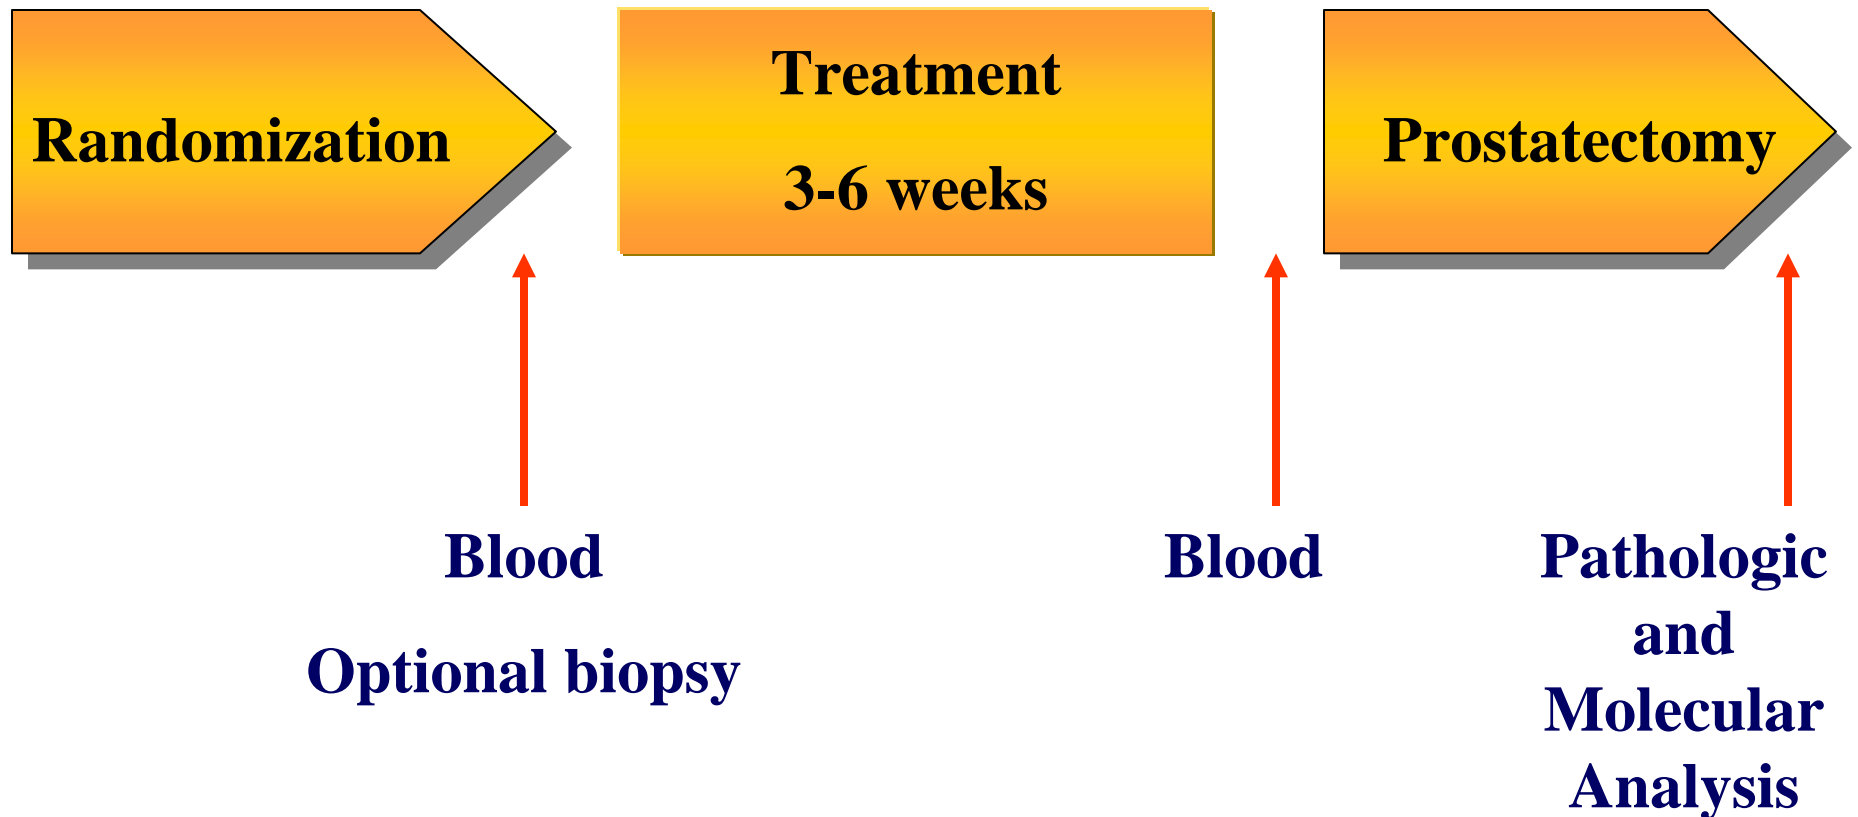 Randomization
Treatment
3-6 weeks
Prostatectomy
Blood
Optional biopsy
Blood
Pathologic
and
Molecular
Analysis